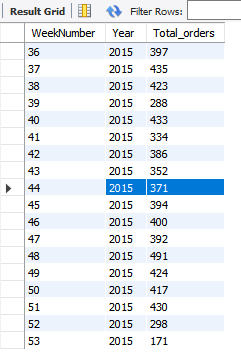 Result Grid Filter Rows:
WeekNumber Year Total_orders
36 2015 397
37 2015 435
38 2015 423
39 2015 288
40 2015 433
41 2015 334
42 2015 386
43 2015 352
44 2015 371
45 2015 394
46 2015 400
47 2015 392
48 2015 491
49 2015 424
50 2015 417
51 2015 430
52 2015 298
53 2015 171